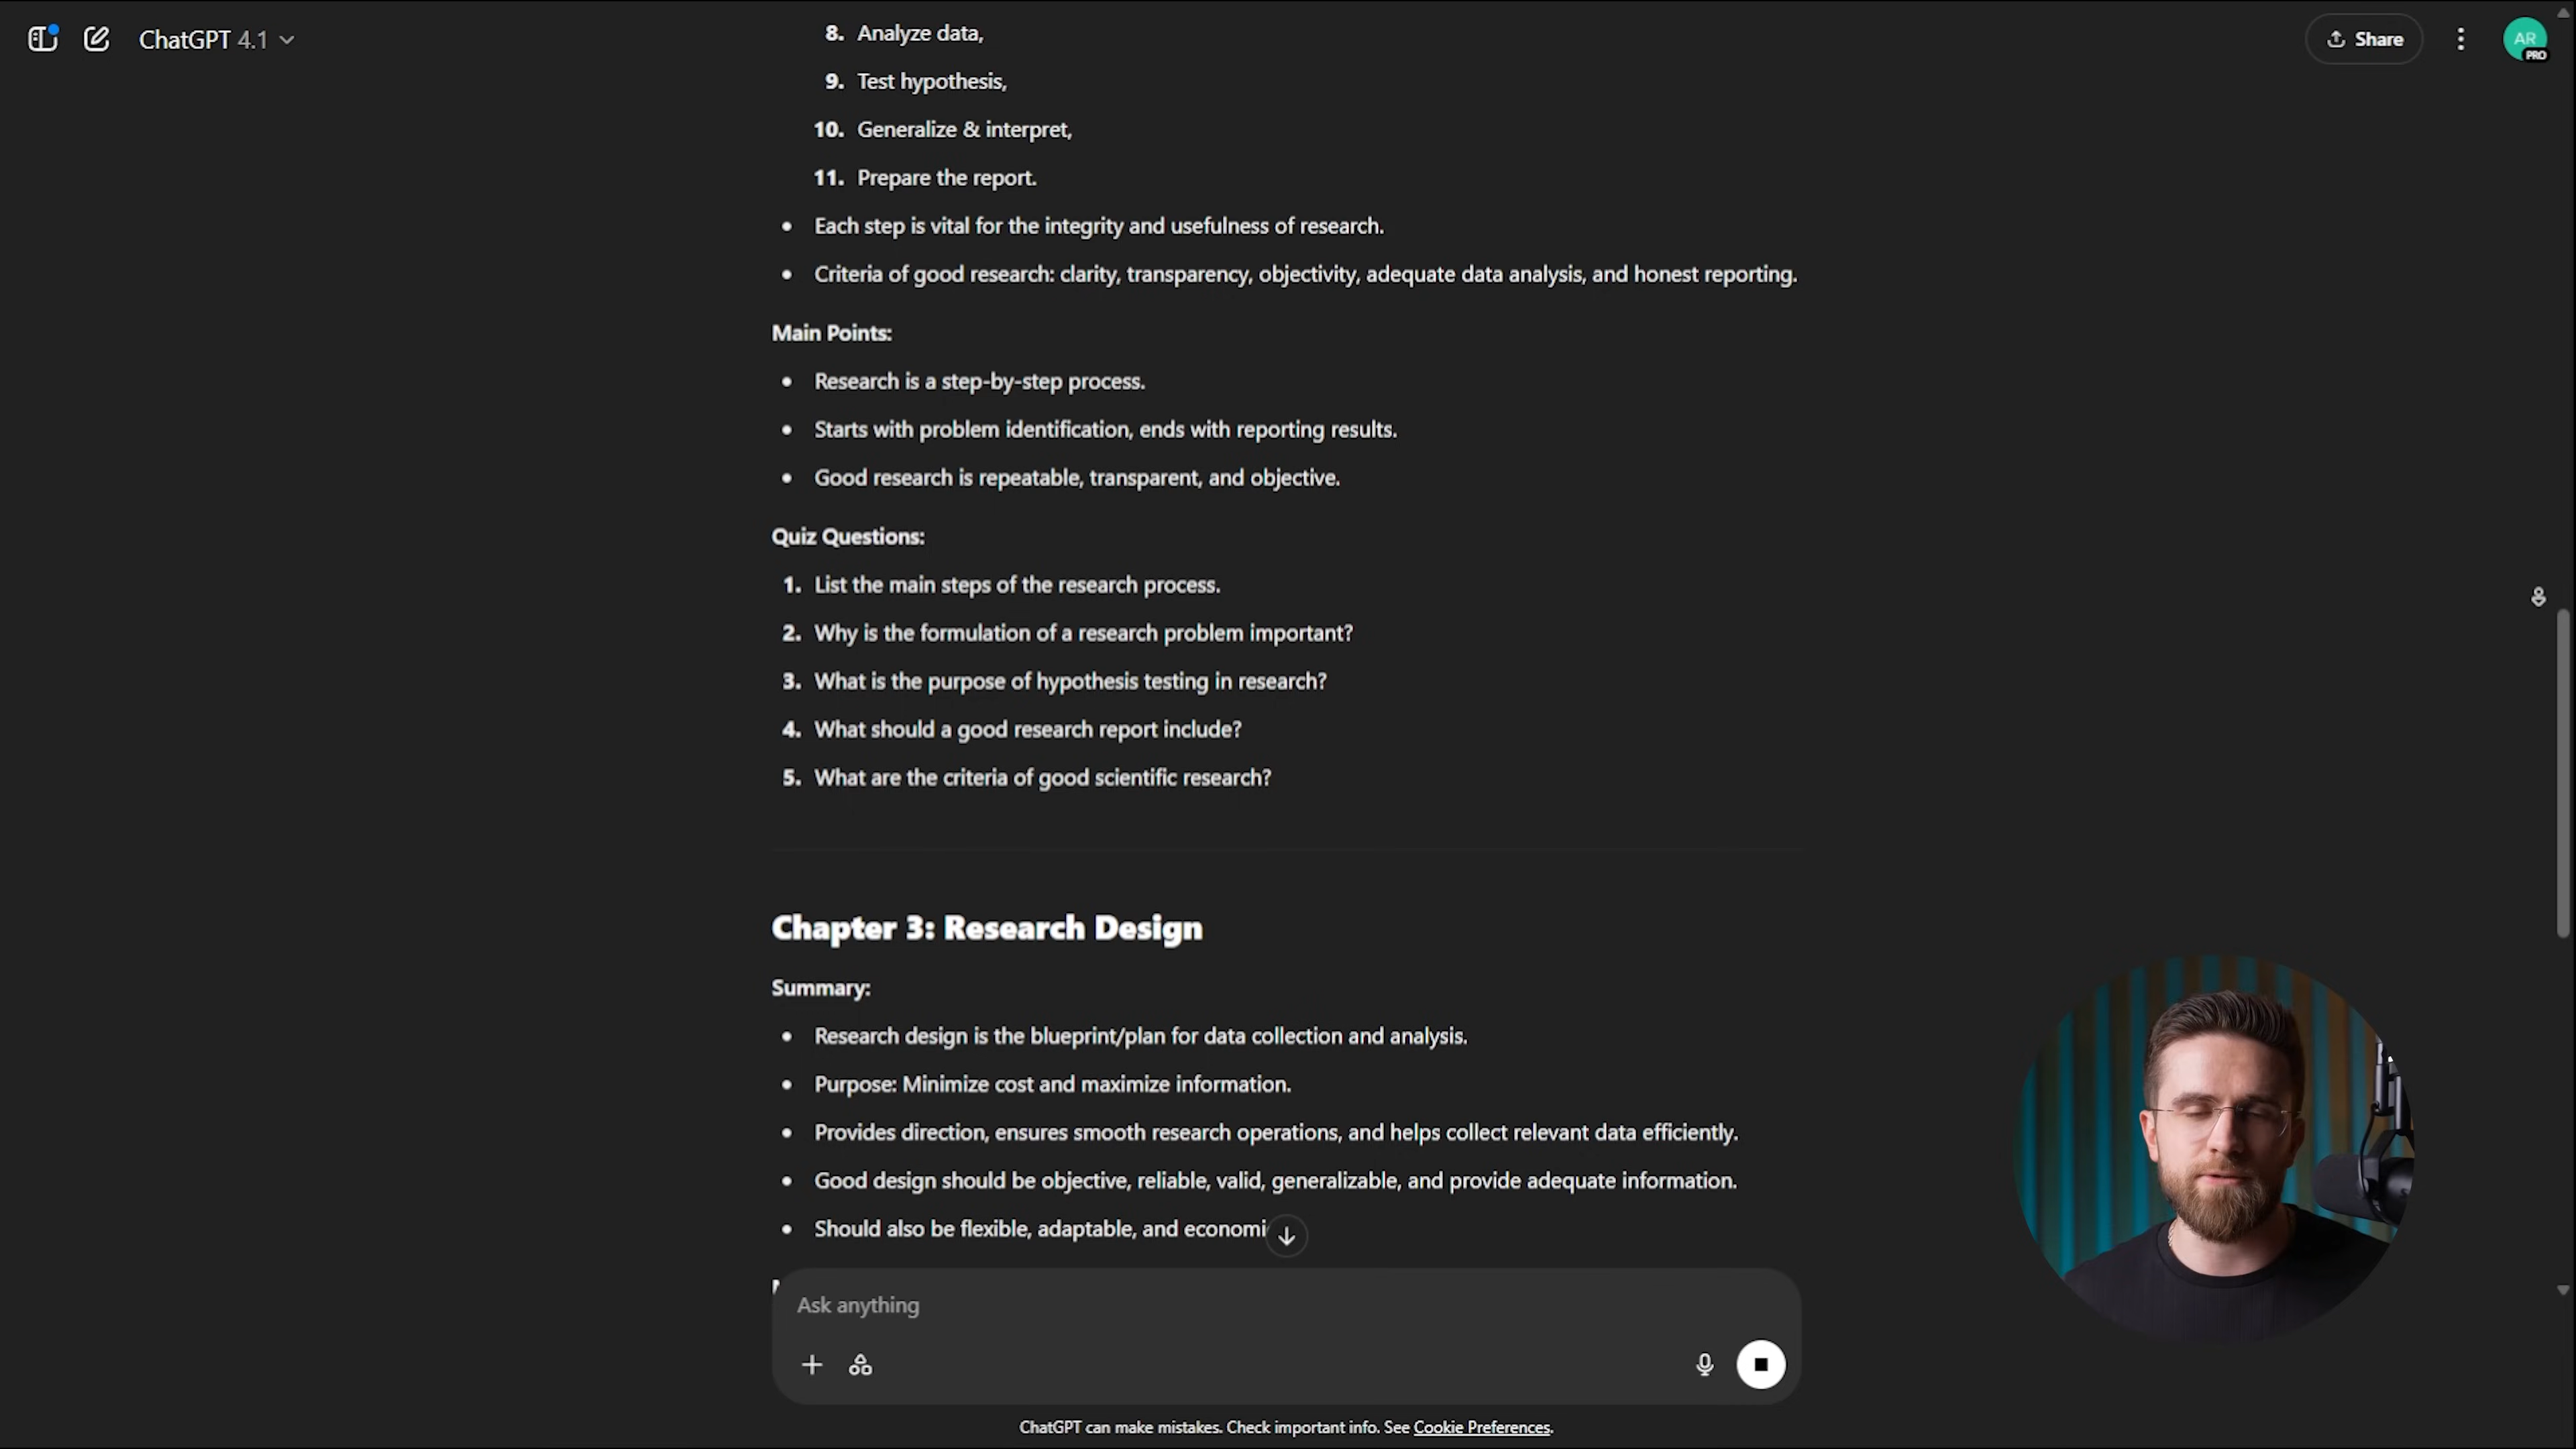 ChatGPT 4.1
Share
AR
PRO
8. Analyze data,
9. Test hypothesis,
10. Generalize & interpret,
11. Prepare the report.
• Each step is vital for the integrity and usefulness of research.
• Criteria of good research: clarity, transparency, objectivity, adequate data analysis, and honest reporting.
Main Points:
• Research is a step-by-step process.
• Starts with problem identification, ends with reporting results.
• Good research is repeatable, transparent, and objective.
Quiz Questions:
1. List the main steps of the research process.
2. Why is the formulation of a research problem important?
3. What is the purpose of hypothesis testing in research?
4. What should a good research report include?
5. What are the criteria of good scientific research?
Chapter 3: Research Design
Summary:
• Research design is the blueprint/plan for data collection and analysis.
• Purpose: Minimize cost and maximize information.
• Provides direction, ensures smooth research operations, and helps collect relevant data efficiently.
• Good design should be objective, reliable, valid, generalizable, and provide adequate information.
• Should also be flexible, adaptable, and economi
Ask anything
ChatGPT can make mistakes. Check important info. See Cookie Preferences.